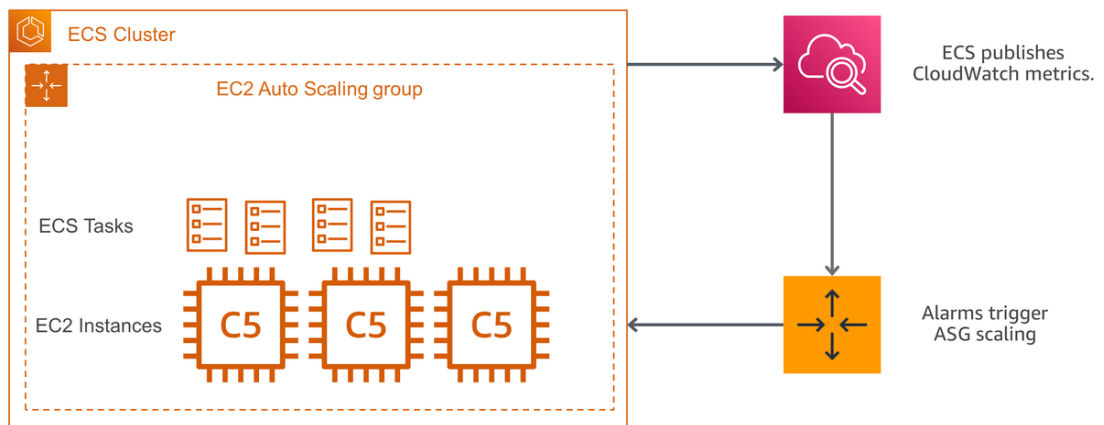 ECS Cluster
EC2 Auto Scaling group
ECS Tasks
EC2 Instances
C5
C5
C5
ECS publishes
CloudWatch metrics.
Alarms trigger
ASG scaling